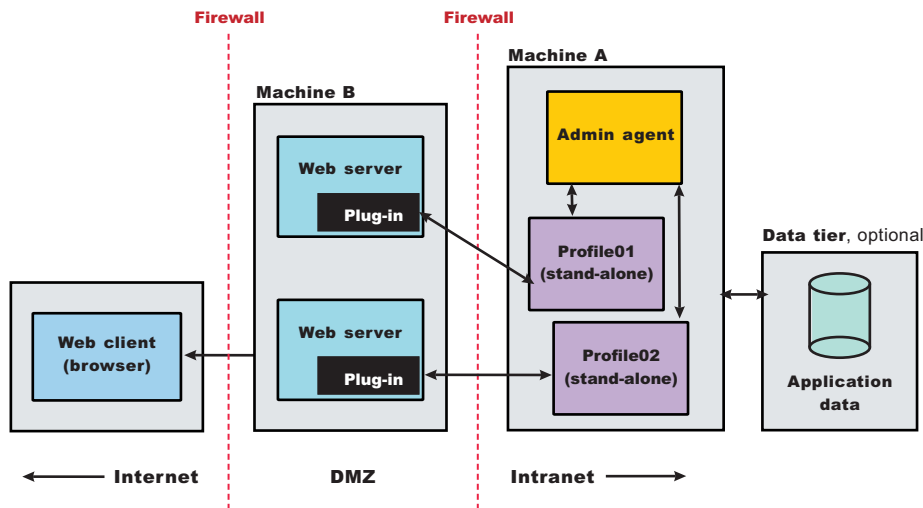 Firewall
Firewall
Machine A
Machine B
Admin agent
Web server
Plug-in
Profile01
(stand-alone)
Data tier, optional
Web client
(browser)
Web server
Plug-in
Profile02
(stand-alone)
Application
data
Internet
DMZ
Intranet